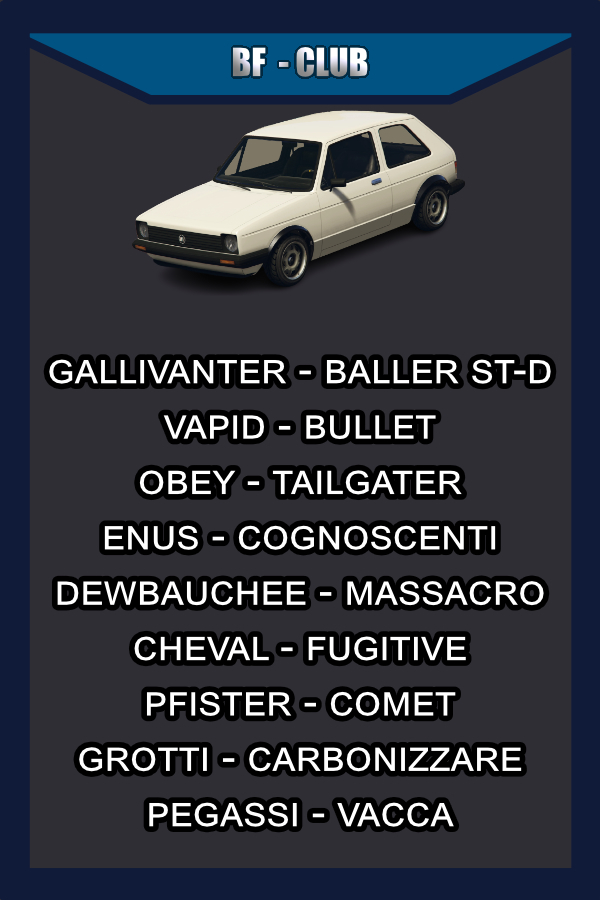 BF - CLUB
GALLIVANTER - BALLER ST-D
VAPID - BULLET
OBEY - TAILGATER
ENUS - COGNOSCENTI
DEWBAUCHEE - MASSACRO
CHEVAL - FUGITIVE
PFISTER - COMET
GROTTI - CARBONIZZARE
PEGASSI - VACCA